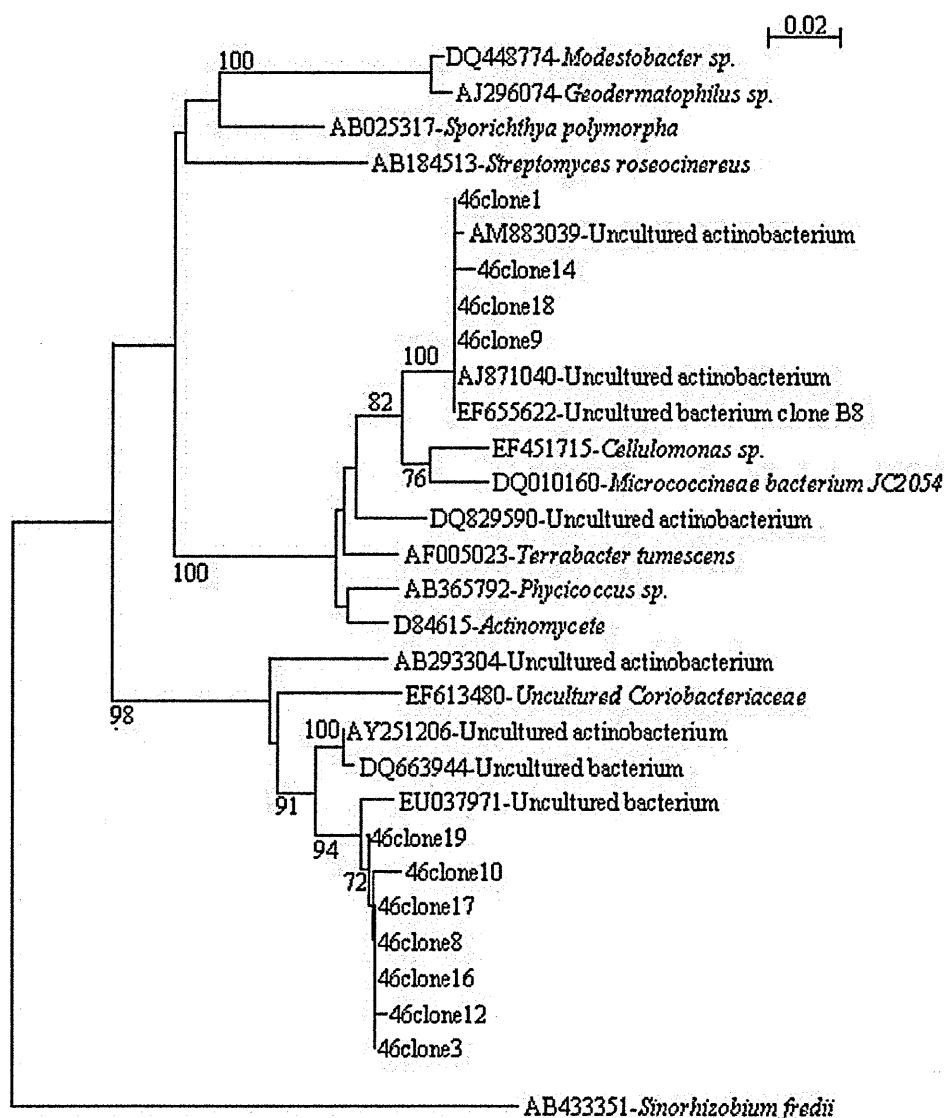 0.02
100
DQ448774-Modestobacter sp.
AJ296074-Geodermatophilus sp.
AB025317-Sporichthya polymorpha
AB184513-Streptomyces roseocinereus
46clone1
AM883039-Uncultured actinobacterium
46clone14
46clone18
46clone9
100
AJ871040-Uncultured actinobacterium
82
EF655622-Uncultured bacterium clone B8
EF451715-Cellulomonas sp.
76
DQ010160-Micrococcineae bacterium JC2054
DQ829590-Uncultured actinobacterium
AF005023-Terrabacter tumescens
100
AB365792-Phycicoccus sp.
D84615-Actinomycete
AB293304-Uncultured actinobacterium
EF613480-Uncultured Coriobacteriaceae
98
100
AY251206-Uncultured actinobacterium
DQ663944-Uncultured bacterium
91
EU037971-Uncultured bacterium
46clone19
94
46clone10
72
46clone17
46clone8
46clone16
46clone12
46clone3
AB433351-Sinorhizobium fredii